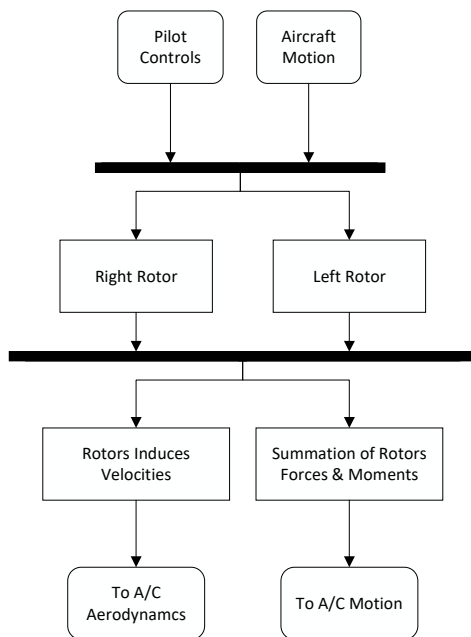 Pilot
Controls
Aircraft
Motion
Right Rotor
Left Rotor
Rotors Induces
Velocities
Summation of Rotors
Forces & Moments
To A/C
Aerodynamcs
To A/C Motion